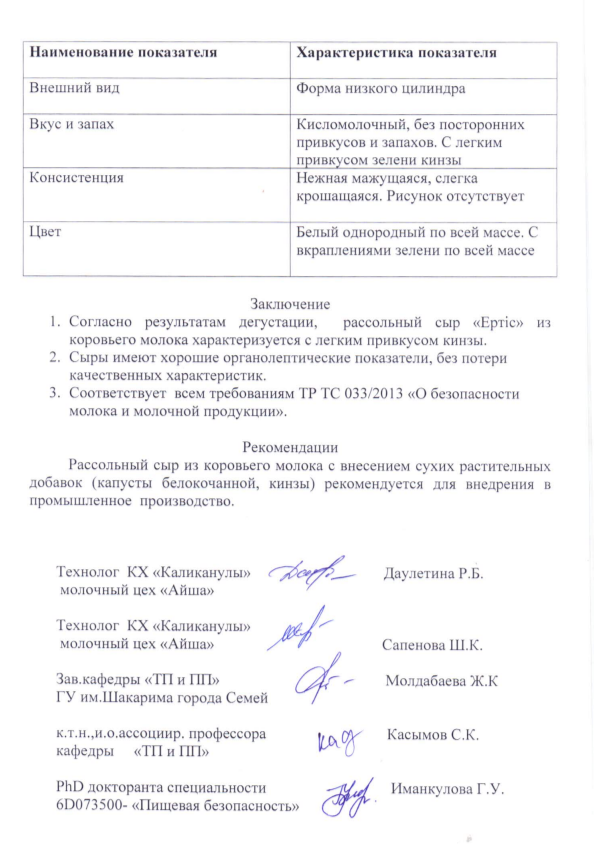 Наименование показателя Характеристика показателя
Внешний вид Форма низкого цилиндра
Вкус и запах Кисломолочный, без посторонних
привкусов и запахов. С легким
привкусом зелени кинзы
Консистенция Нежная мажущаяся, слегка
крошащаяся. Рисунок отсутствует
Цвет Белый однородный по всей массе. С
вкраплениями зелени по всей массе
Заключение
1. Согласно результатам дегустации, рассольный сыр «Ертіс» из
коровьего молока характеризуется с легким привкусом кинзы.
2. Сыры имеют хорошие органолептические показатели, без потери
качественных характеристик.
3. Соответствует всем требованиям ТР ТС 033/2013 «О безопасности
молока и молочной продукции».
Рекомендации
Рассольный сыр из коровьего молока с внесением сухих растительных
добавок (капусты белокочанной, кинзы) рекомендуется для внедрения в
промышленное производство.
Технолог КХ «Каликанулы» Даулетина Р.Б.
молочный цех «Айша»
Технолог КХ «Каликанулы»
молочный цех «Айша» Сапенова Ш.К.
Зав.кафедры «ТП и ПП» Молдабаева Ж.К
ГУ им.Шакарима города Семей
к.т.н.,и.о.ассоциир. профессора Касымов С.К.
кафедры «ТП и ПП»
PhD докторанта специальности Иманкулова Г.У.
6D073500- «Пищевая безопасность»